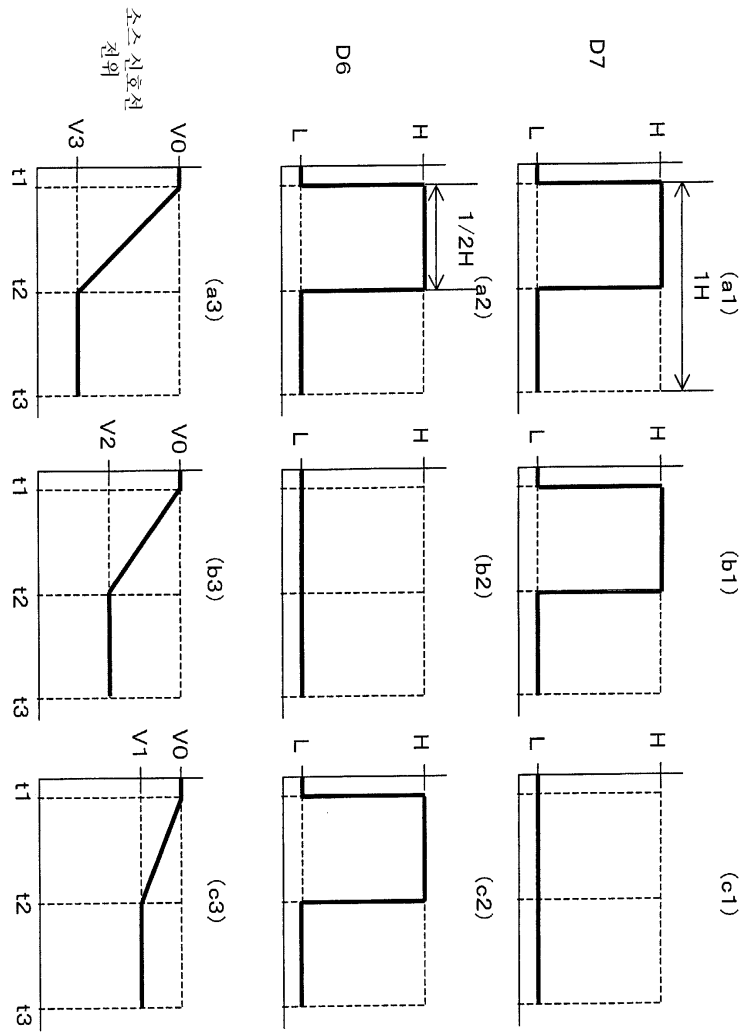 (a1) (b1) (c1)
1H
H H H
D7
L L L
(a2) (b2) (c2)
1/2H
H H H
D6
L L L
(a3) (b3) (c3)
V0 V0 V0
소스 신호선
전위
V3 V2 V1
t1 t2 t3 t1 t2 t3 t1 t2 t3